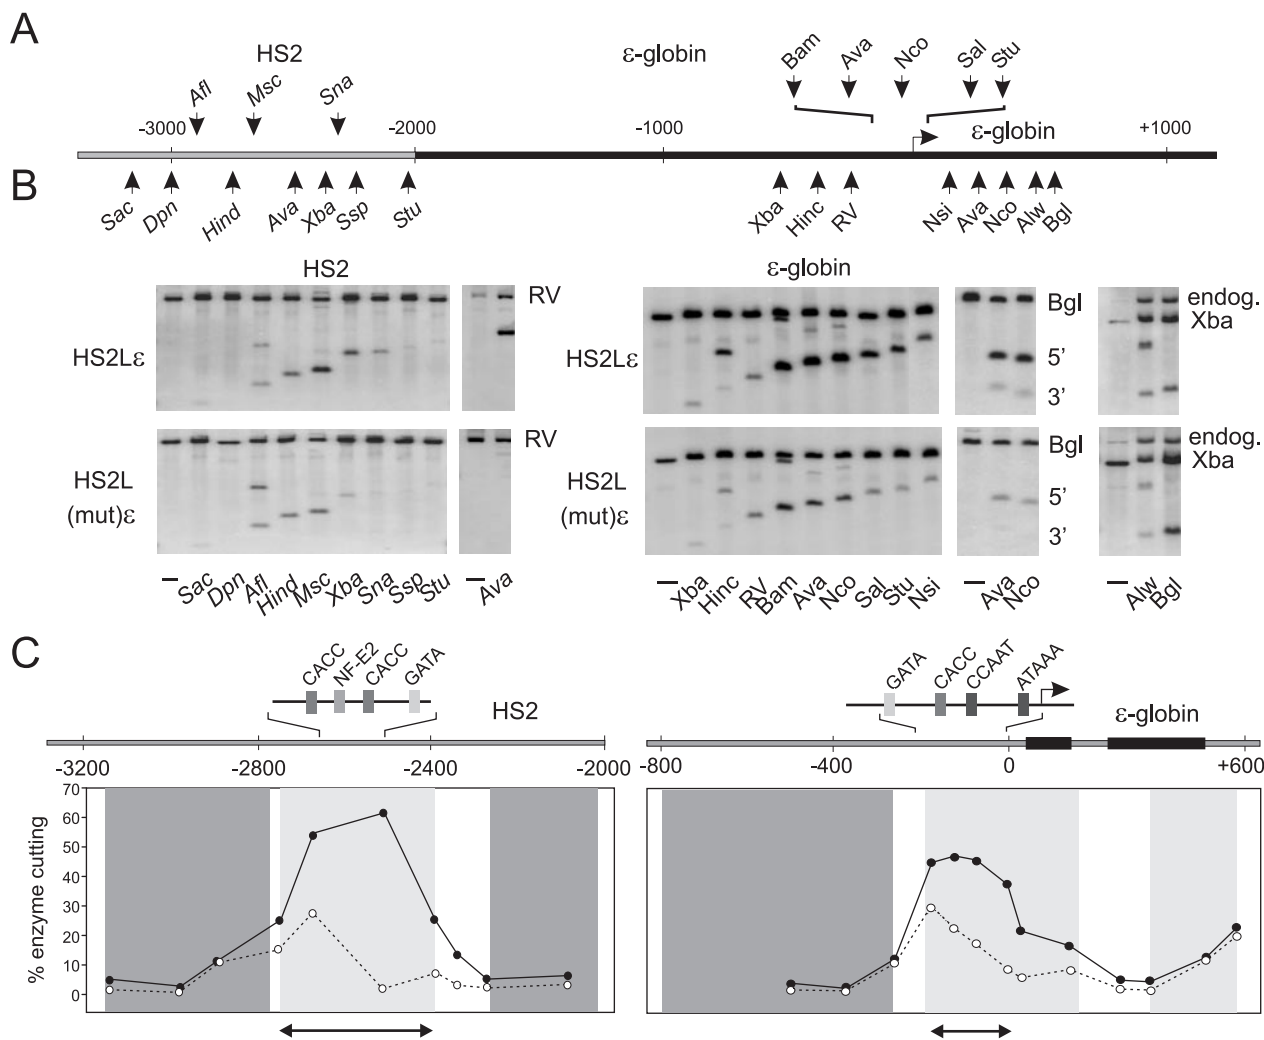 A
HS2 ε-globin Bam Ava Nco Sal Stu
Afl Msc Sna
-3000 -2000 -1000 ε-globin +1000
B
Sac Dpn Hind Ava Xba Ssp Stu Xba Hinc RV Nsi Ava Nco Alw Bgl
HS2 ε-globin
RV Bgl endog.
Xba
HS2Lε HS2Lε 5’
3’
RV Bgl endog.
Xba
HS2L HS2L 5’
(mut)ε (mut)ε 3’
– Sac Dpn Afl Hind Msc Xba Sna Ssp Stu – Ava – Xba Hinc RV Bam Ava Nco Sal Stu Nsi – Ava Nco – Alw Bgl
C
CACC NF-E2 CACC GATA GATA CACC CCAAT ATAAA
HS2 ε-globin
-3200 -2800 -2400 -2000 -800 -400 0 +600
% enzyme cutting
70
60
50
40
30
20
10
0